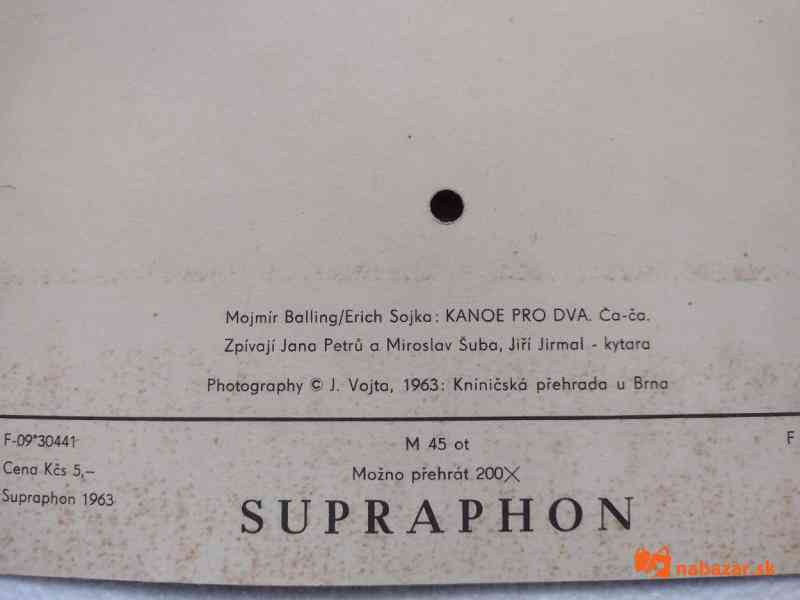 Mojmír Balling/Erich Sojka: KANOE PRO DVA. Ča-ča.
Zpívají Jana Petrů a Miroslav Šuba, Jiří Jirmal - kytara
Photography © J. Vojta, 1963: Kniničská přehrada u Brna
F-09*30441
Cena Kčs 5,–
Supraphon 1963
M 45 ot
Možno přehrát 200X
SUPRAPHON
F
nabazar.sk